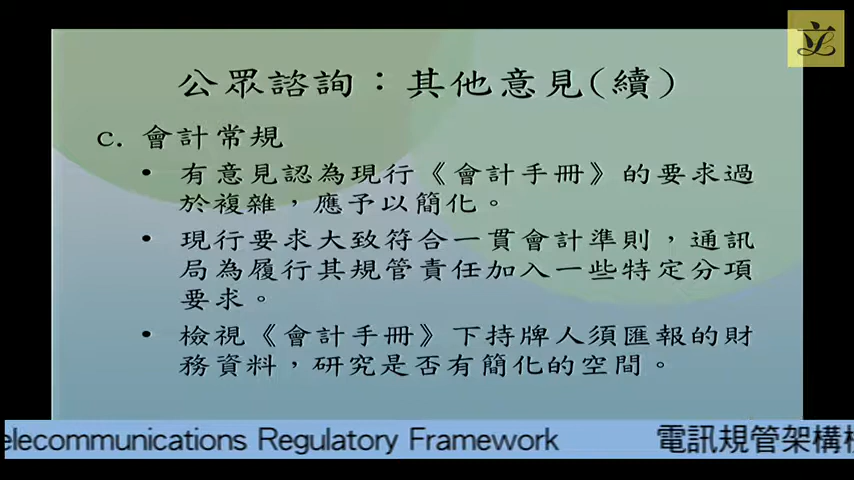 立
公眾諮詢：其他意見(續)
c. 會計常規
• 有意見認為現行《會計手冊》的要求過
於複雜，應予以簡化。
• 現行要求大致符合一貫會計準則，通訊
局為履行其規管責任加入一些特定分項
要求。
• 檢視《會計手冊》下持牌人須匯報的財
務資料，研究是否有簡化的空間。
elecommunications Regulatory Framework 電訊規管架構